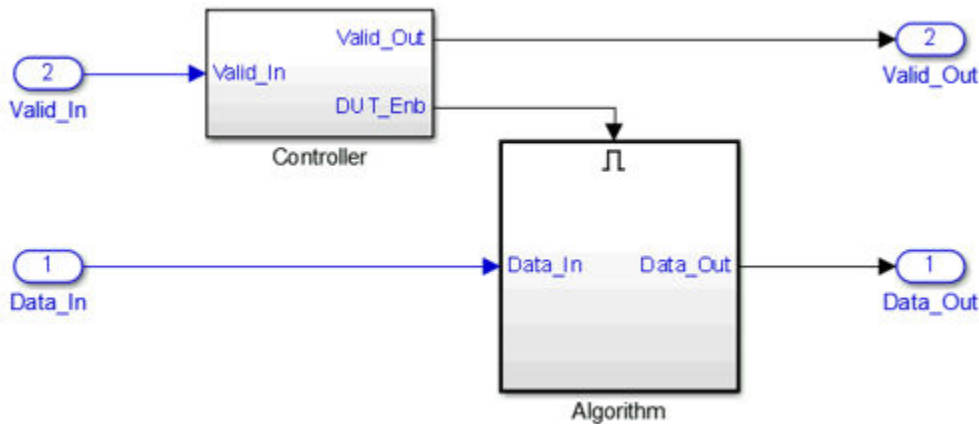 Valid_Out
2
2
Valid_In
Valid_Out
Valid_In
DUT_Enb
Controller
1
Data_In
Data_Out
1
Data_In
Data_Out
Algorithm